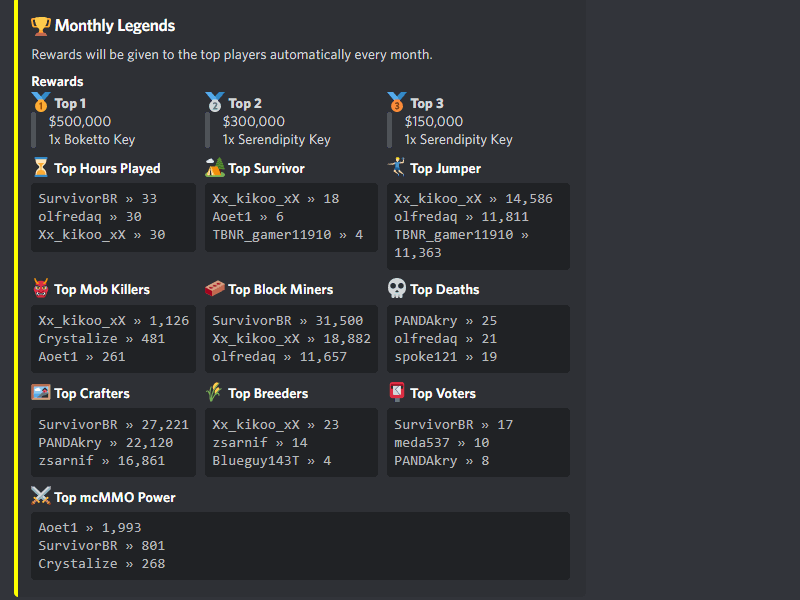 Monthly Legends
Rewards will be given to the top players automatically every month.
Rewards
Top 1
$500,000
1x Boketto Key
Top 2
$300,000
1x Serendipity Key
Top 3
$150,000
1x Serendipity Key
Top Hours Played
SurvivorBR » 33
olfredaq » 30
Xx_kikoo_xX » 30
Top Survivor
Xx_kikoo_xX » 18
Aoet1 » 6
TBNR_gamer11910 » 4
Top Jumper
Xx_kikoo_xX » 14,586
olfredaq » 11,811
TBNR_gamer11910 »
11,363
Top Mob Killers
Xx_kikoo_xX » 1,126
Crystalize » 481
Aoet1 » 261
Top Block Miners
SurvivorBR » 31,500
Xx_kikoo_xX » 18,882
olfredaq » 11,657
Top Deaths
PANDAkry » 25
olfredaq » 21
spoke121 » 19
Top Crafters
SurvivorBR » 27,221
PANDAkry » 22,120
zsarnif » 16,861
Top Breeders
Xx_kikoo_xX » 23
zsarnif » 14
Blueguy143T » 4
Top Voters
SurvivorBR » 17
meda537 » 10
PANDAkry » 8
Top mcMMO Power
Aoet1 » 1,993
SurvivorBR » 801
Crystalize » 268